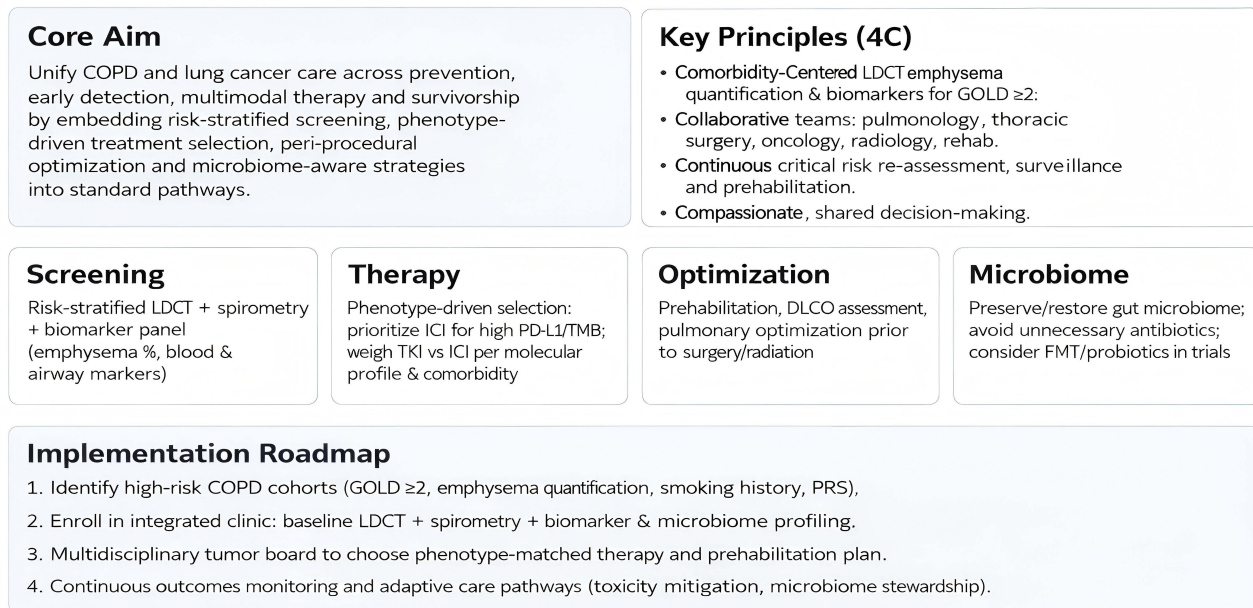 Core Aim
Unify COPD and lung cancer care across prevention,
early detection, multimodal therapy and survivorship
by embedding risk-stratified screening, phenotype-
driven treatment selection, peri-procedural
optimization and microbiome-aware strategies
into standard pathways.
Key Principles (4C)
• Comorbidity-Centered LDCT emphysema
quantification & biomarkers for GOLD ≥2:
• Collaborative teams: pulmonology, thoracic
surgery, oncology, radiology, rehab.
• Continuous critical risk re-assessment, surveillance
and prehabilitation.
• Compassionate, shared decision-making.
Screening
Risk-stratified LDCT + spirometry
+ biomarker panel
(emphysema %, blood &
airway markers)
Therapy
Phenotype-driven selection:
prioritize ICI for high PD-L1/TMB;
weigh TKI vs ICI per molecular
profile & comorbidity
Optimization
Prehabilitation, DLCO assessment,
pulmonary optimization prior
to surgery/radiation
Microbiome
Preserve/restore gut microbiome;
avoid unnecessary antibiotics;
consider FMT/probiotics in trials
Implementation Roadmap
1. Identify high-risk COPD cohorts (GOLD ≥2, emphysema quantification, smoking history, PRS),
2. Enroll in integrated clinic: baseline LDCT + spirometry + biomarker & microbiome profiling.
3. Multidisciplinary tumor board to choose phenotype-matched therapy and prehabilitation plan.
4. Continuous outcomes monitoring and adaptive care pathways (toxicity mitigation, microbiome stewardship).